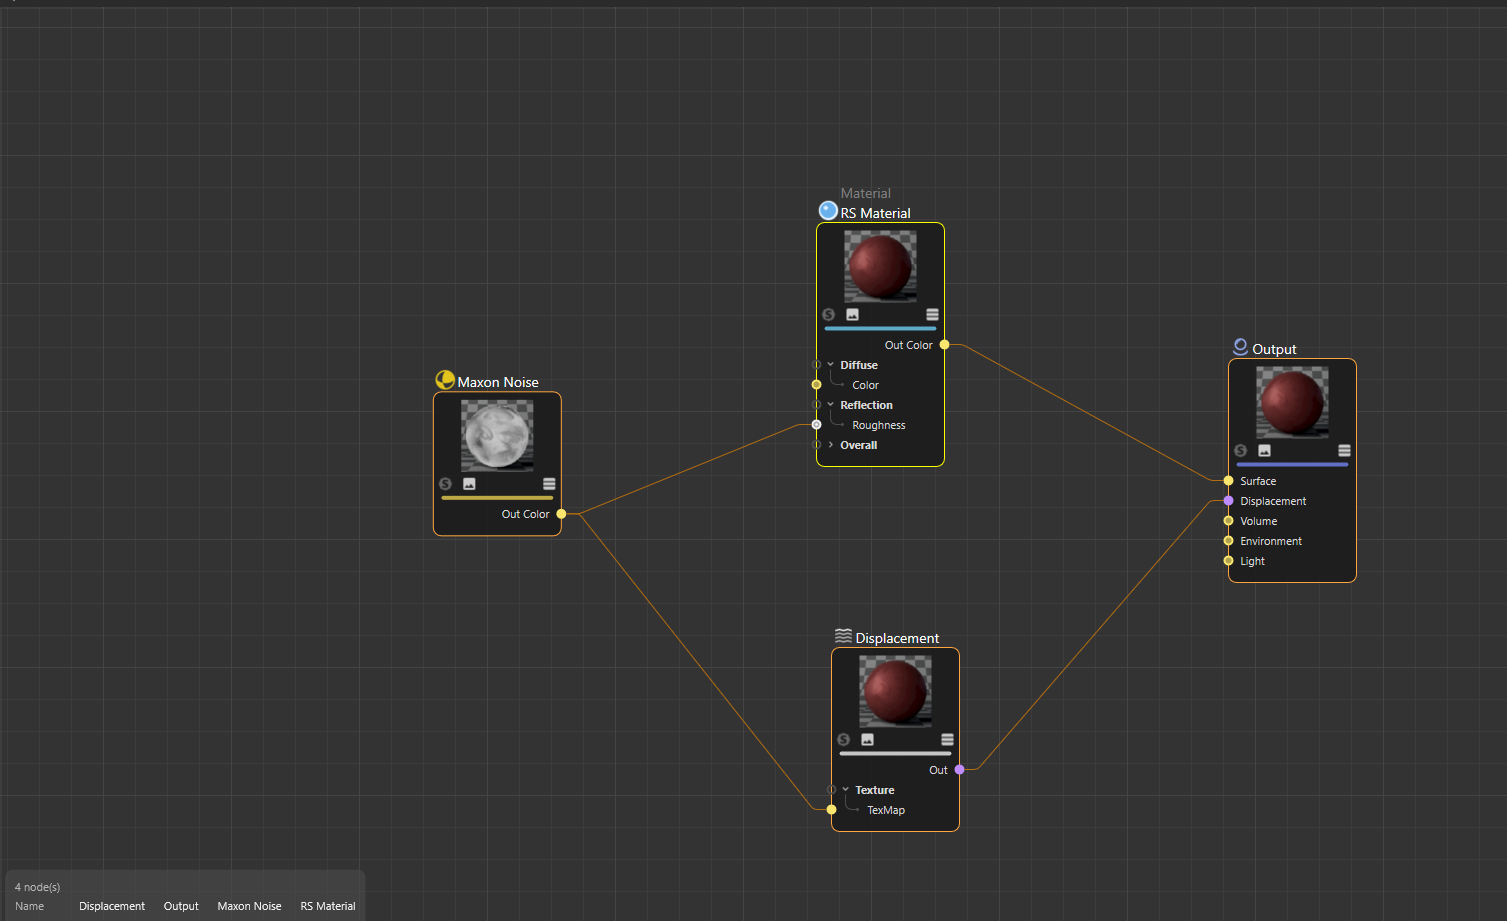 Material
RS Material
Out Color
Diffuse
Color
Reflection
Roughness
Overall
Maxon Noise
Out Color
Output
Surface
Displacement
Volume
Environment
Light
Displacement
Out
Texture
TexMap
4 node(s)
Name Displacement Output Maxon Noise RS Material